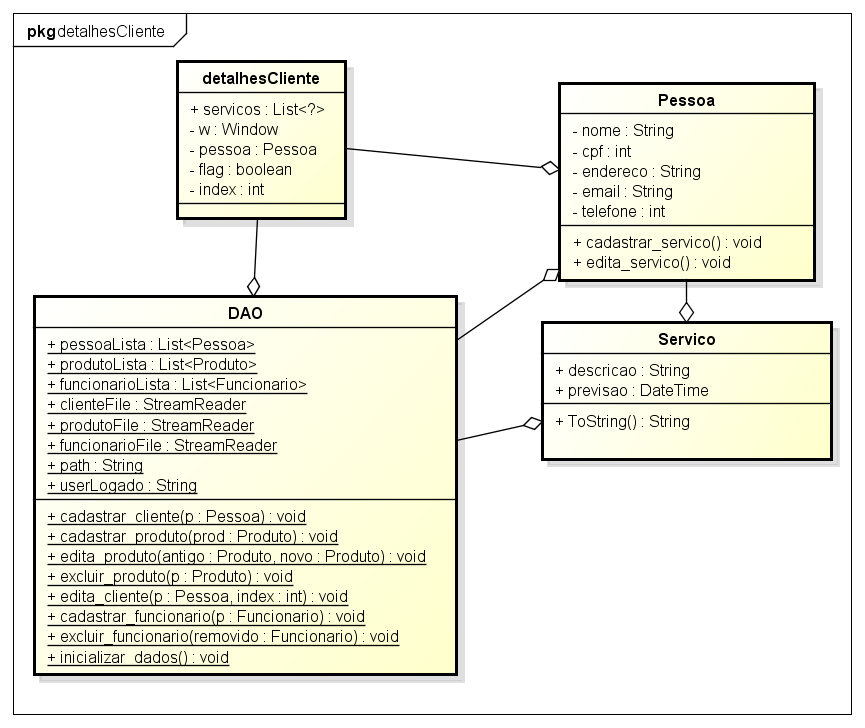 pkg detalhesCliente
detalhesCliente
+ servicos : List<?>
- w : Window
- pessoa : Pessoa
- flag : boolean
- index : int
Pessoa
- nome : String
- cpf : int
- endereco : String
- email : String
- telefone : int
+ cadastrar_servico() : void
+ edita_servico() : void
DAO
+ pessoaLista : List<Pessoa>
+ produtoLista : List<Produto>
+ funcionarioLista : List<Funcionario>
+ clienteFile : StreamReader
+ produtoFile : StreamReader
+ funcionarioFile : StreamReader
+ path : String
+ userLogado : String
+ cadastrar_cliente(p : Pessoa) : void
+ cadastrar_produto(prod : Produto) : void
+ edita_produto(antigo : Produto, novo : Produto) : void
+ excluir_produto(p : Produto) : void
+ edita_cliente(p : Pessoa, index : int) : void
+ cadastrar_funcionario(p : Funcionario) : void
+ excluir_funcionario(removido : Funcionario) : void
+ inicializar_dados() : void
Servico
+ descricao : String
+ previsao : DateTime
+ ToString() : String